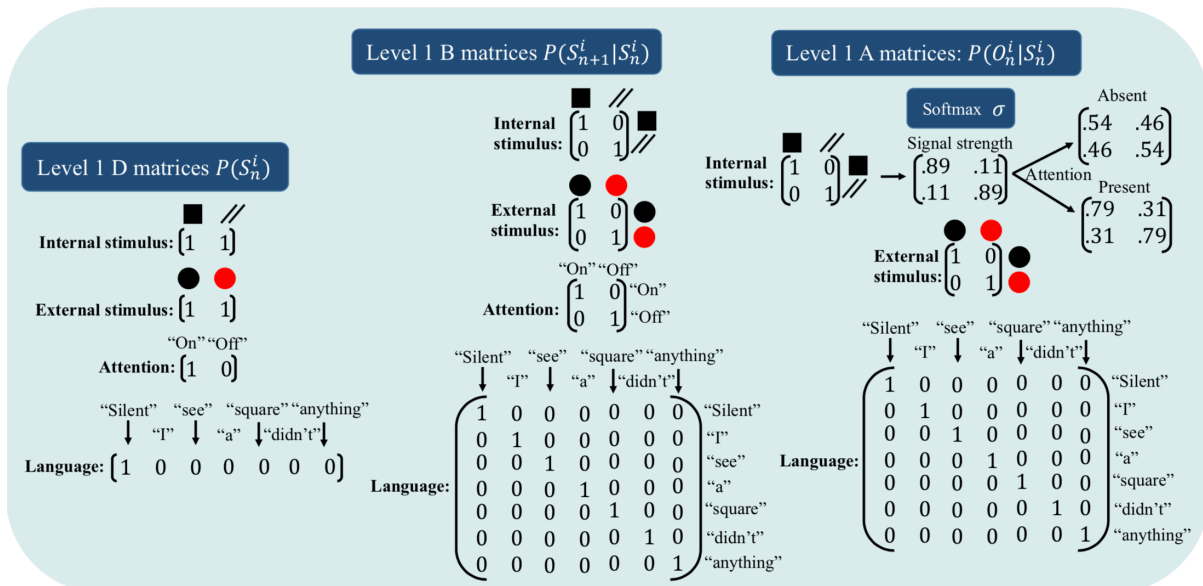 Level 1 D matrices P(S_n^i)
Internal stimulus: [1 1]
External stimulus: [1 1]
“On” “Off”
Attention: [1 0]
“Silent” “see” “square” “anything”
“I” “a” “didn’t”
Language: [1 0 0 0 0 0 0]
Level 1 B matrices P(S_{n+1}^i|S_n^i)
Internal
stimulus:
1 0
0 1
External
stimulus:
1 0
0 1
“On” “Off”
Attention:
1 0 “On”
0 1 “Off”
“Silent” “see” “square” “anything”
“I” “a” “didn’t”
Language:
1 0 0 0 0 0 0 “Silent”
0 1 0 0 0 0 0 “I”
0 0 1 0 0 0 0 “see”
0 0 0 1 0 0 0 “a”
0 0 0 0 1 0 0 “square”
0 0 0 0 0 1 0 “didn’t”
0 0 0 0 0 0 1 “anything”
Level 1 A matrices: P(O_n^i|S_n^i)
Softmax σ
Internal
stimulus:
1 0
0 1
Signal strength
.89 .11
.11 .89
Attention
Absent
.54 .46
.46 .54
Present
.79 .31
.31 .79
External
stimulus:
1 0
0 1
“Silent” “see” “square” “anything”
“I” “a” “didn’t”
Language:
1 0 0 0 0 0 0 “Silent”
0 1 0 0 0 0 0 “I”
0 0 1 0 0 0 0 “see”
0 0 0 1 0 0 0 “a”
0 0 0 0 1 0 0 “square”
0 0 0 0 0 1 0 “didn’t”
0 0 0 0 0 0 1 “anything”